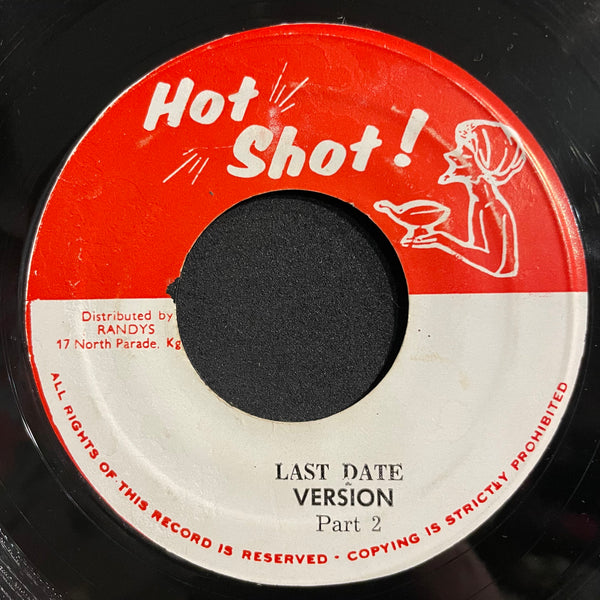 Hot
Shot!
Distributed by
RANDYS
17 North Parade, Kg
LAST DATE
VERSION
Part 2
ALL RIGHTS OF THIS RECORD IS RESERVED · COPYING IS STRICTLY PROHIBITED